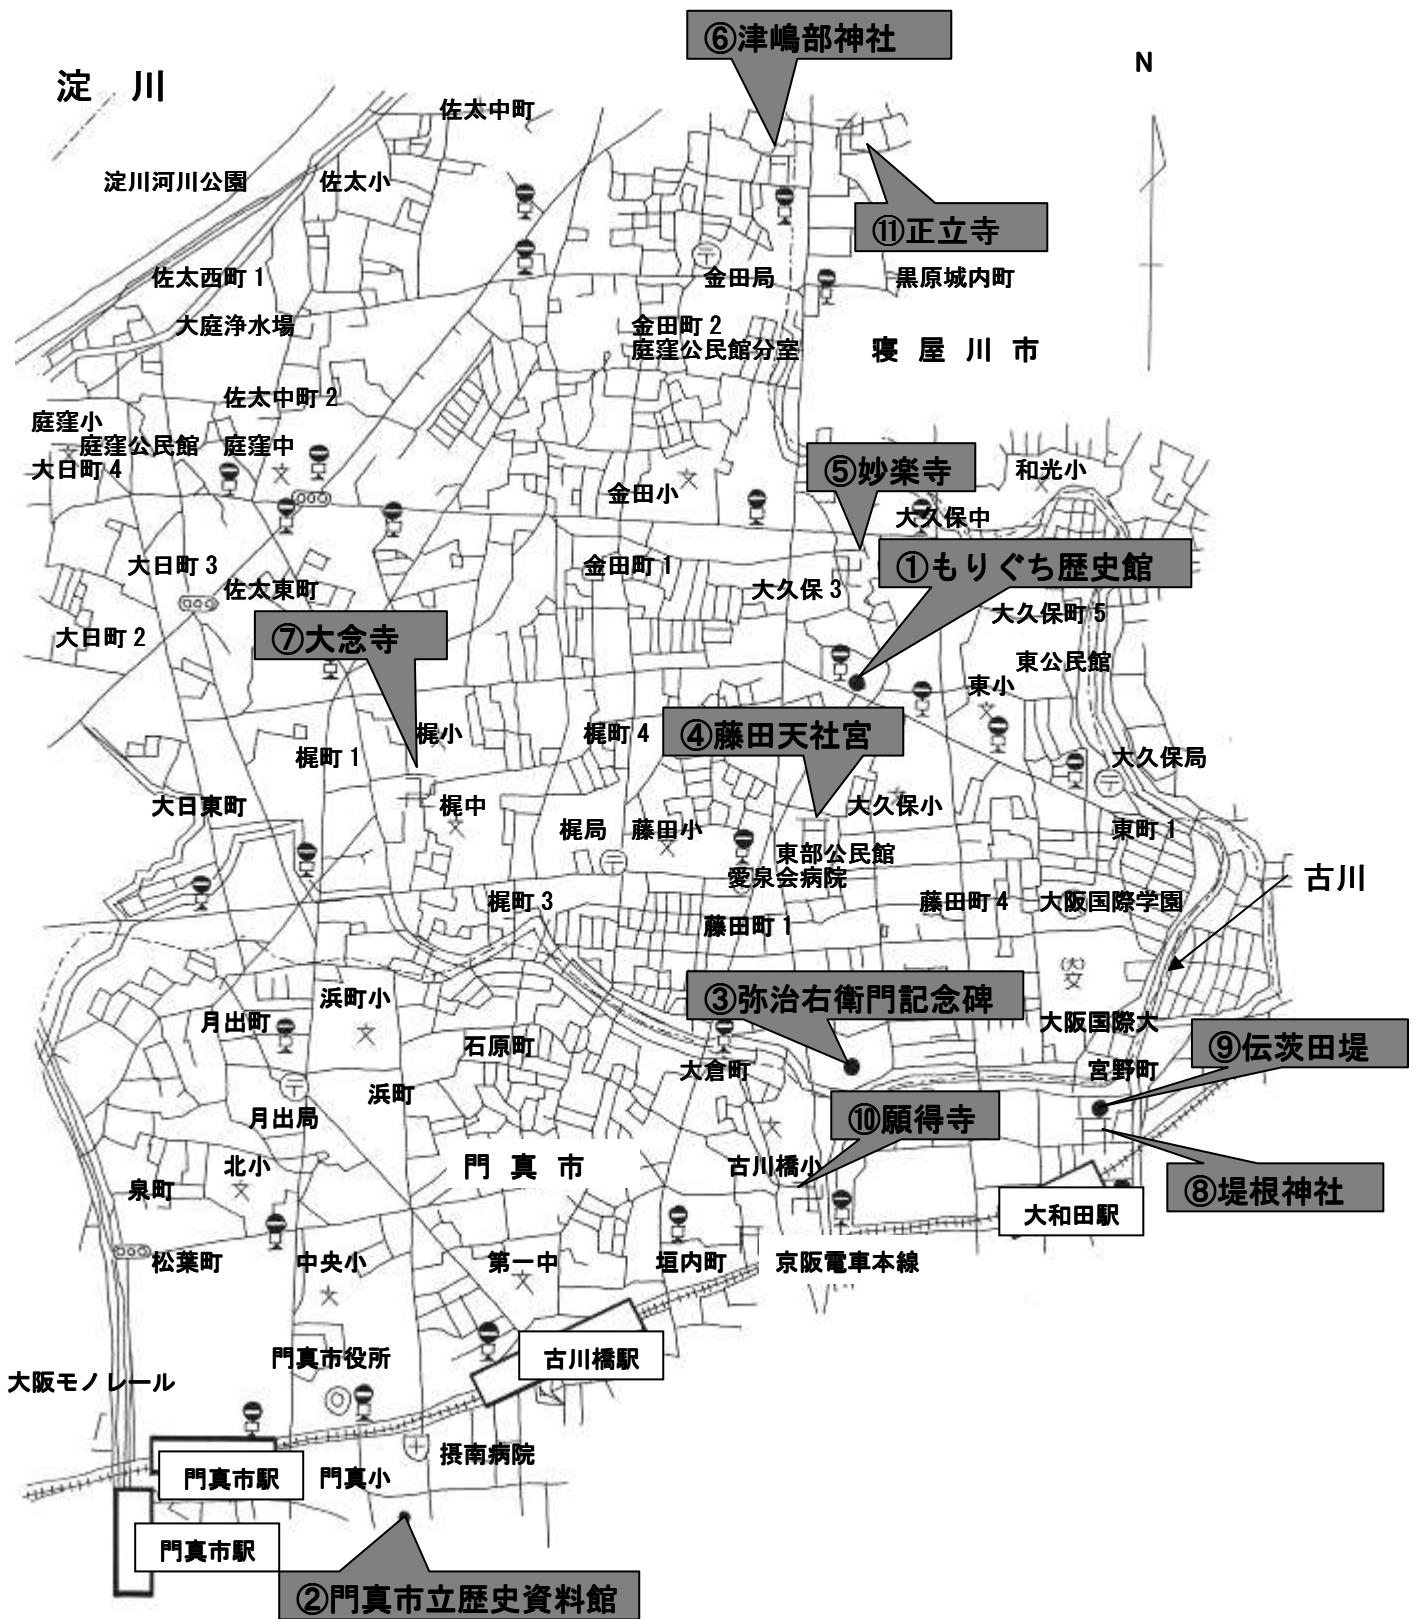 ⑥津嶋部神社
N
淀　川
佐太中町
淀川河川公園
佐太小
⑪正立寺
佐太西町 1
金田局
黒原城内町
大庭浄水場
金田町 2
庭窪公民館分室
寝 屋 川 市
佐太中町 2
庭窪小
庭窪公民館
庭窪中
大日町 4
⑤妙楽寺
和光小
金田小
大久保中
大日町 3
金田町 1
①もりぐち歴史館
佐太東町
大久保 3
大久保町 5
大日町 2
⑦大念寺
東公民館
東小
梶小
梶町 4
④藤田天社宮
梶町 1
大久保局
大日東町
梶中
梶局
藤田小
大久保小
東町 1
東部公民館
愛泉会病院
古川
梶町 3
藤田町 1
藤田町 4
大阪国際学園
(大)
文
浜町小
③弥治右衛門記念碑
月出町
大阪国際大
石原町
⑨伝茨田堤
大倉町
宮野町
浜町
月出局
⑩願得寺
北小
門 真 市
古川橋小
泉町
⑧堤根神社
大和田駅
松葉町
中央小
第一中
垣内町
京阪電車本線
門真市役所
古川橋駅
大阪モノレール
摂南病院
門真市駅
門真小
門真市駅
②門真市立歴史資料館